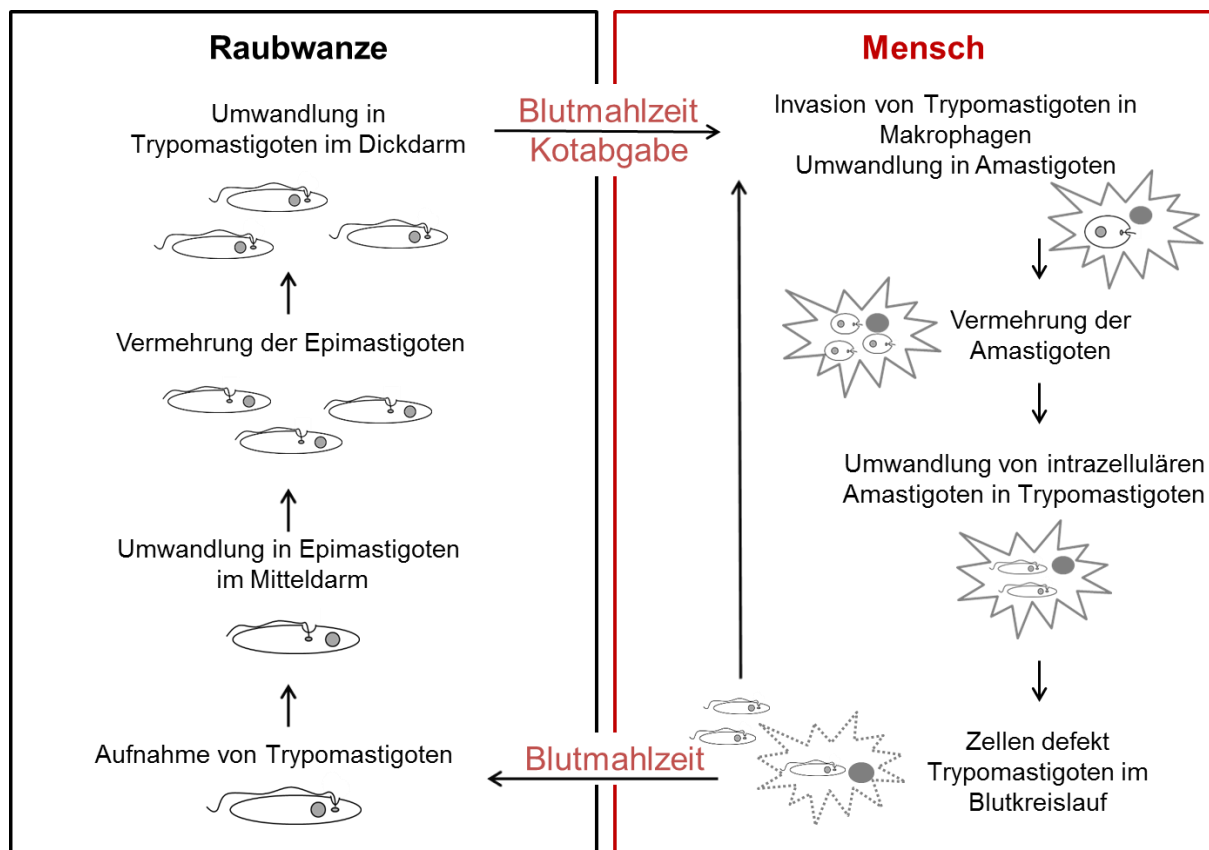 Raubwanze
Umwandlung in
Trypomastigoten im Dickdarm
Vermehrung der Epimastigoten
Umwandlung in Epimastigoten
im Mitteldarm
Aufnahme von Trypomastigoten
Blutmahlzeit
Kotabgabe
Blutmahlzeit
Mensch
Invasion von Trypomastigoten in
Makrophagen
Umwandlung in Amastigoten
Vermehrung der
Amastigoten
Umwandlung von intrazellulären
Amastigoten in Trypomastigoten
Zellen defekt
Trypomastigoten im
Blutkreislauf